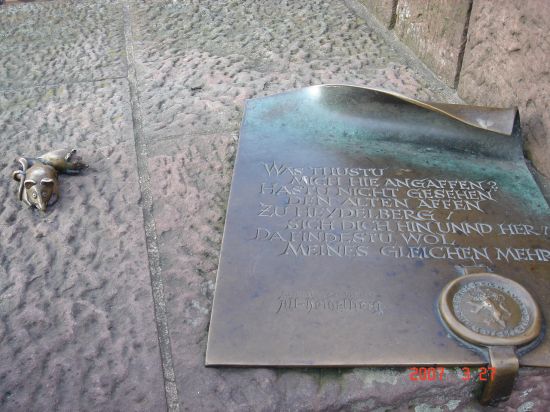 WAS THUSTU
MICH HIE ANGAFFEN?
HASTU NICHT GESEHEN
DEN ALTEN AFFEN
ZU HEYDELBERG /
SICH DICH HIN UNND HER /
DA FINDESTU WOL,
MEINES GLEICHEN MEHR
Alt-Heidelberg
2007 3 27